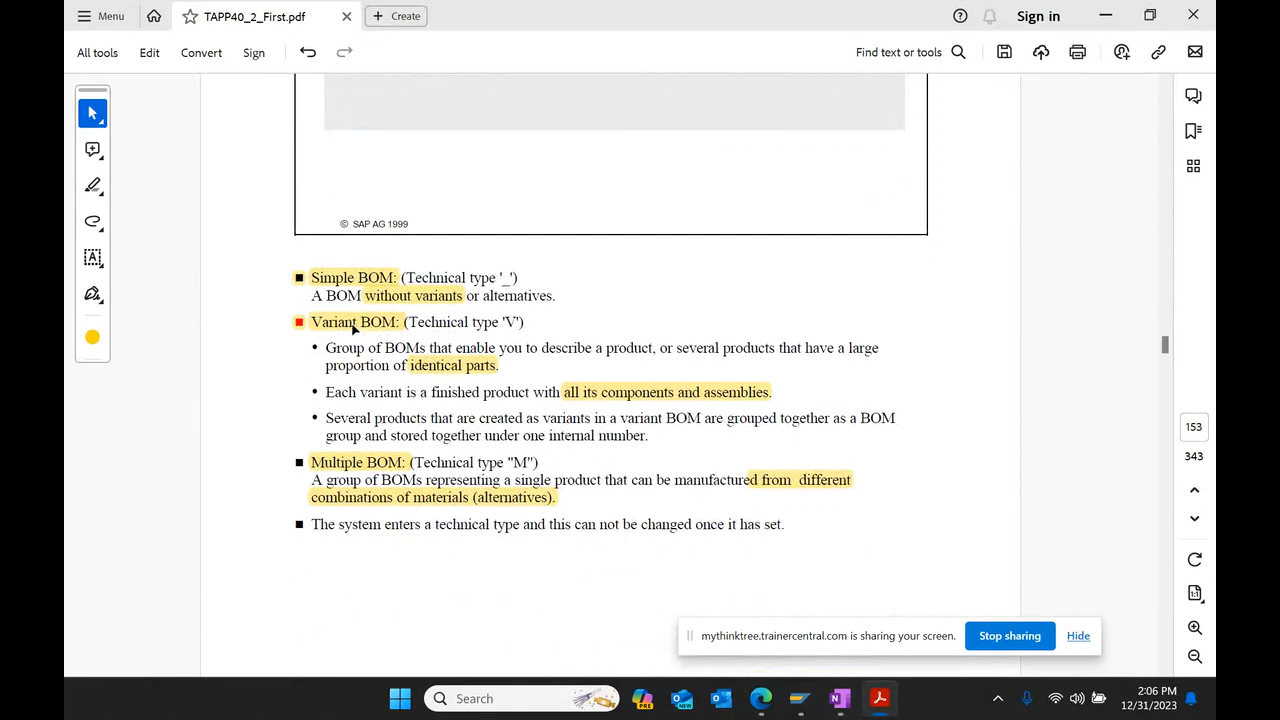 Menu
TAPP40_2_First.pdf
Create
Sign in
All tools
Edit
Convert
Sign
Find text or tools
© SAP AG 1999
Simple BOM: (Technical type '_')
A BOM without variants or alternatives.
Variant BOM: (Technical type 'V')
• Group of BOMs that enable you to describe a product, or several products that have a large
proportion of identical parts.
• Each variant is a finished product with all its components and assemblies.
• Several products that are created as variants in a variant BOM are grouped together as a BOM
group and stored together under one internal number.
Multiple BOM: (Technical type "M")
A group of BOMs representing a single product that can be manufactured from  different
combinations of materials (alternatives).
The system enters a technical type and this can not be changed once it has set.
153
343
1:1
mythinktree.trainercentral.com is sharing your screen.
Stop sharing
Hide
Search
PRE
NEW
N
2:06 PM
12/31/2023